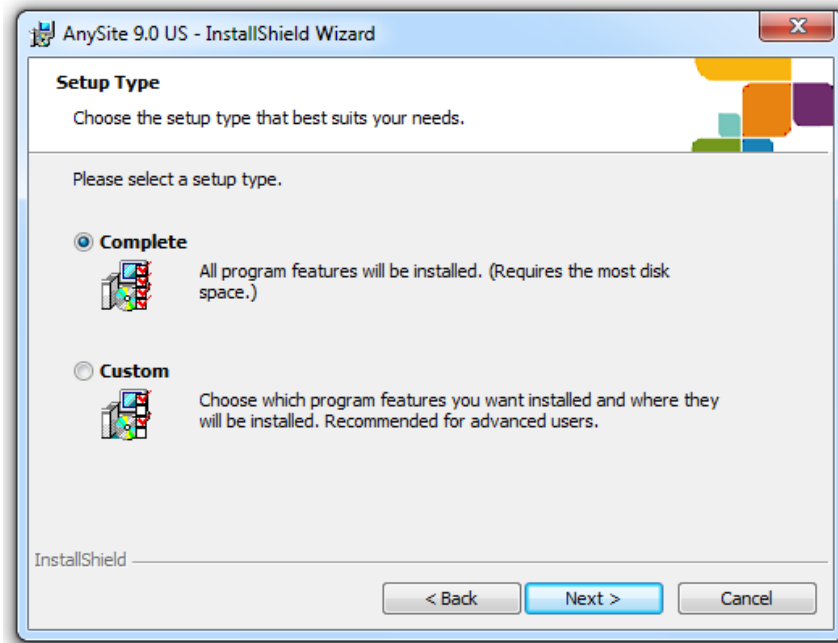 AnySite 9.0 US - InstallShield Wizard
Setup Type
Choose the setup type that best suits your needs.
Please select a setup type.
Complete
All program features will be installed. (Requires the most disk
space.)
Custom
Choose which program features you want installed and where they
will be installed. Recommended for advanced users.
InstallShield
< Back Next > Cancel